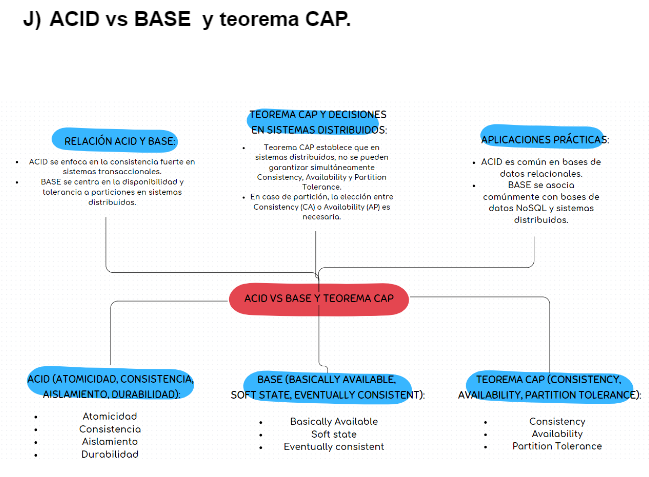 J) ACID vs BASE y teorema CAP.
RELACIÓN ACID Y BASE:
• ACID se enfoca en la consistencia fuerte en
sistemas transaccionales.
• BASE se centra en la disponibilidad y
tolerancia a particiones en sistemas
distribuidos.
TEOREMA CAP Y DECISIONES
EN SISTEMAS DISTRIBUIDOS:
• Teorema CAP establece que en
sistemas distribuidos, no se pueden
garantizar simultáneamente
Consistency, Availability y Partition
Tolerance.
• En caso de partición, la elección entre
Consistency (CA) o Availability (AP) es
necesaria.
APLICACIONES PRÁCTICAS:
• ACID es común en bases de
datos relacionales.
• BASE se asocia
comúnmente con bases de
datos NoSQL y sistemas
distribuidos.
ACID VS BASE Y TEOREMA CAP
ACID (ATOMICIDAD, CONSISTENCIA,
AISLAMIENTO, DURABILIDAD):
• Atomicidad
• Consistencia
• Aislamiento
• Durabilidad
BASE (BASICALLY AVAILABLE,
SOFT STATE, EVENTUALLY CONSISTENT):
• Basically Available
• Soft state
• Eventually consistent
TEOREMA CAP (CONSISTENCY,
AVAILABILITY, PARTITION TOLERANCE):
• Consistency
• Availability
• Partition Tolerance